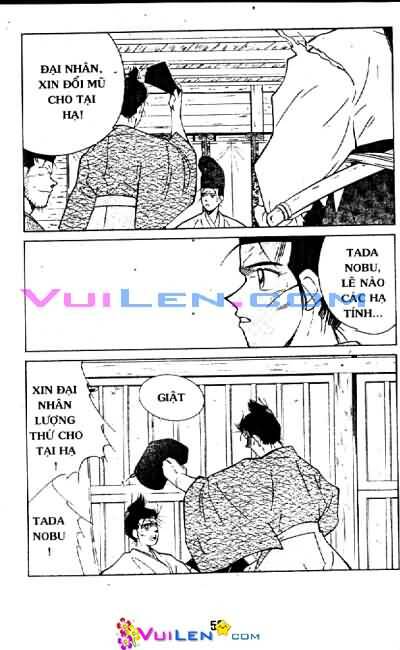 ĐẠI NHÂN,
XIN ĐỔI MŨ
CHO TẠI
HẠ!
TADA
NOBU,
LẼ NÀO
CÁC HẠ
TÍNH...
VUILEN.COM
XIN ĐẠI
NHÂN
LƯỢNG
THỨ CHO
TẠI HẠ
!
GIẬT
TADA
NOBU !
VUILEN
.COM